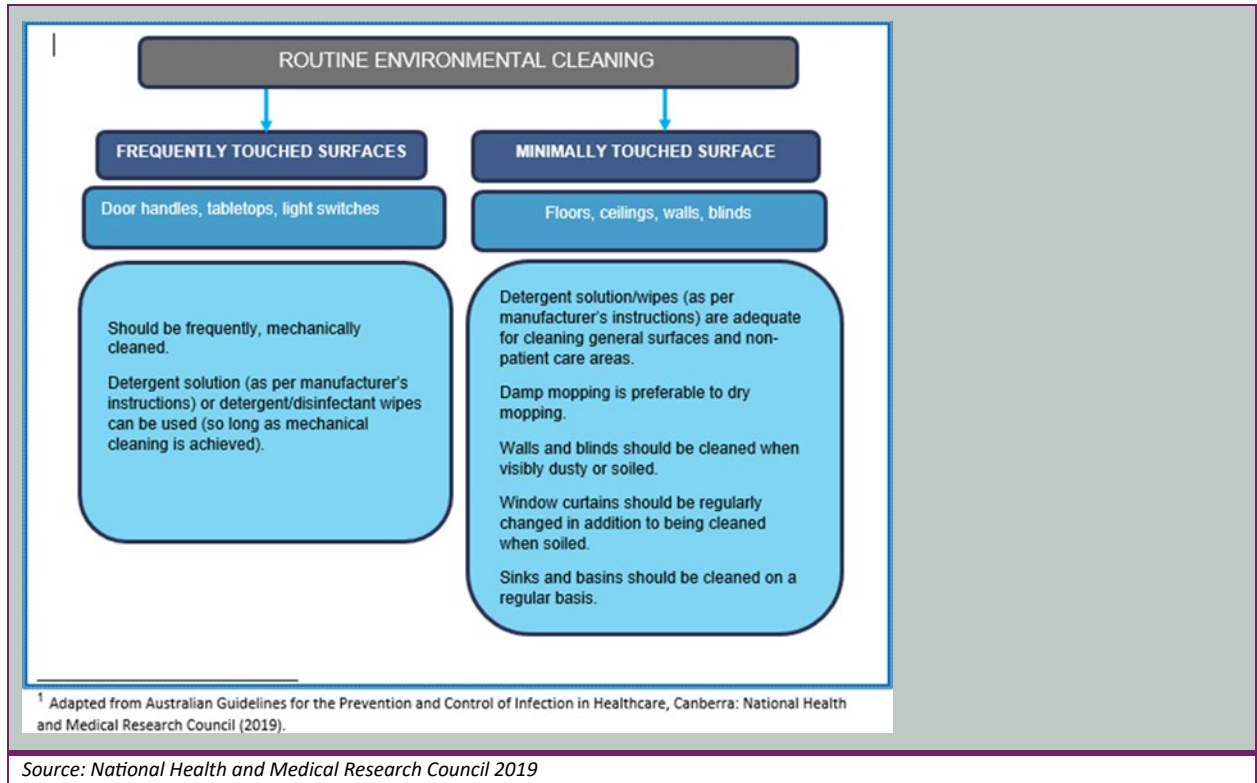 ROUTINE ENVIRONMENTAL CLEANING
FREQUENTLY TOUCHED SURFACES
Door handles, tabletops, light switches
Should be frequently, mechanically
cleaned.
Detergent solution (as per manufacturer's
instructions) or detergent/disinfectant wipes
can be used (so long as mechanical
cleaning is achieved).
MINIMALLY TOUCHED SURFACE
Floors, ceilings, walls, blinds
Detergent solution/wipes (as per
manufacturer's instructions) are adequate
for cleaning general surfaces and non-
patient care areas.
Damp mopping is preferable to dry
mopping.
Walls and blinds should be cleaned when
visibly dusty or soiled.
Window curtains should be regularly
changed in addition to being cleaned
when soiled.
Sinks and basins should be cleaned on a
regular basis.
1 Adapted from Australian Guidelines for the Prevention and Control of Infection in Healthcare, Canberra: National Health
and Medical Research Council (2019).
Source: National Health and Medical Research Council 2019